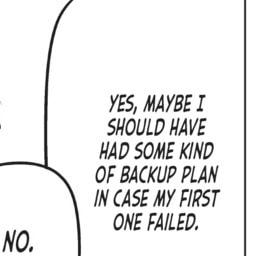 YES, MAYBE I
SHOULD HAVE
HAD SOME KIND
OF BACKUP PLAN
IN CASE MY FIRST
ONE FAILED.
NO.